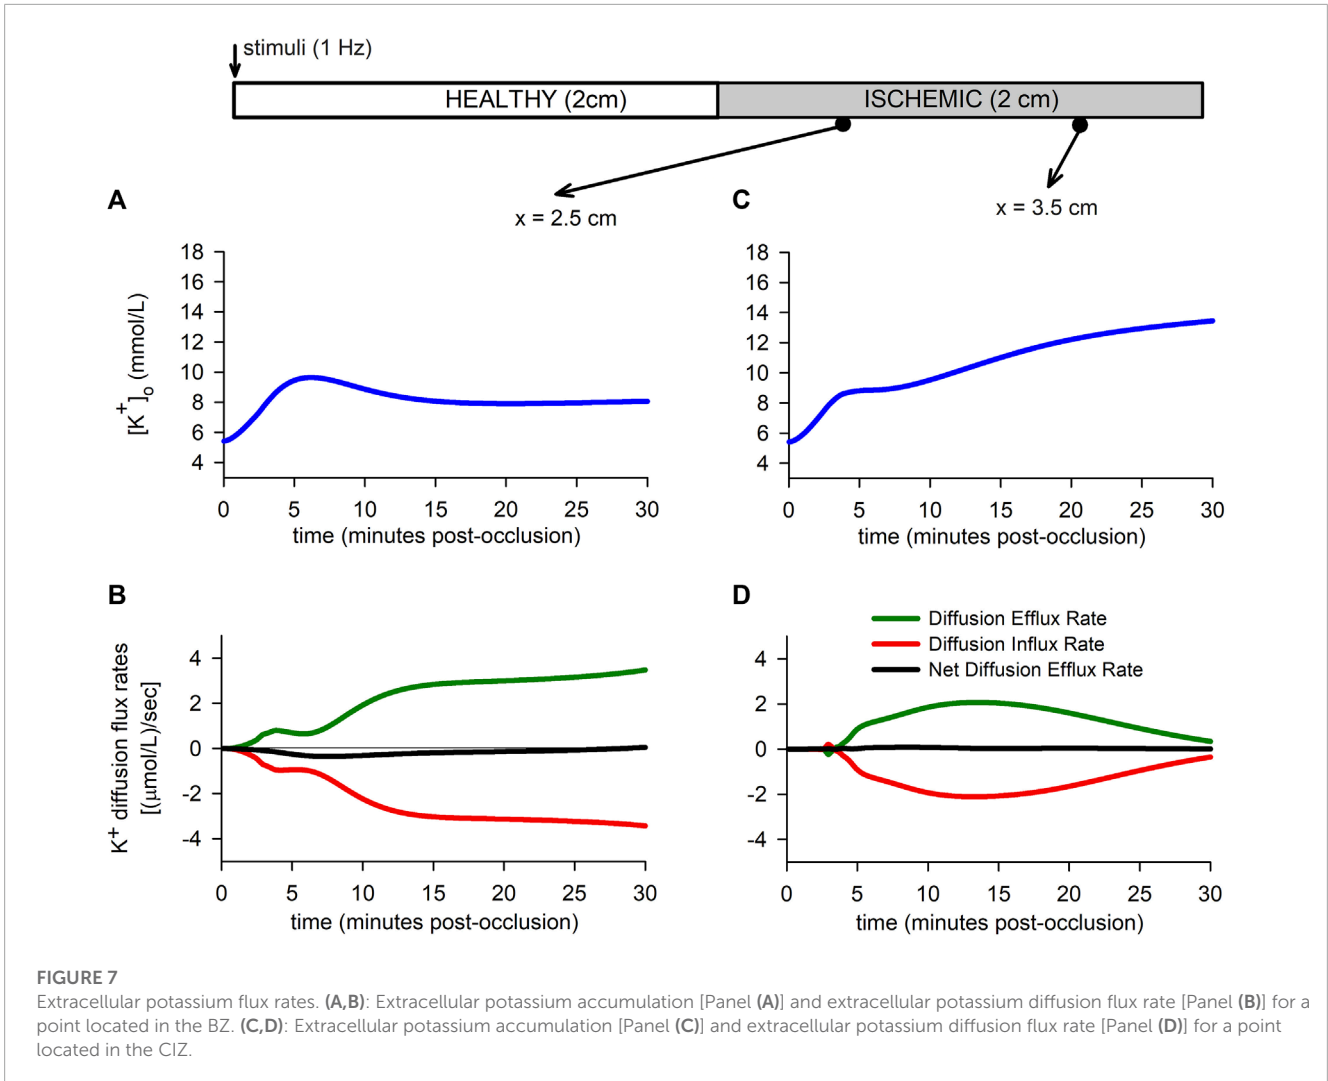 stimuli (1 Hz)
HEALTHY (2cm)
ISCHEMIC (2 cm)
x = 2.5 cm
x = 3.5 cm
A
18
16
14
12
10
8
6
4
[K+]o (mmol/L)
0 5 10 15 20 25 30
time (minutes post-occlusion)
C
18
16
14
12
10
8
6
4
0 5 10 15 20 25 30
time (minutes post-occlusion)
B
4
2
0
-2
-4
K+ diffusion flux rates
[(μmol/L)/sec]
0 5 10 15 20 25 30
time (minutes post-occlusion)
D
Diffusion Efflux Rate
Diffusion Influx Rate
Net Diffusion Efflux Rate
4
2
0
-2
-4
0 5 10 15 20 25 30
time (minutes post-occlusion)
FIGURE 7
Extracellular potassium flux rates. (A,B): Extracellular potassium accumulation [Panel (A)] and extracellular potassium diffusion flux rate [Panel (B)] for a
point located in the BZ. (C,D): Extracellular potassium accumulation [Panel (C)] and extracellular potassium diffusion flux rate [Panel (D)] for a point
located in the CIZ.